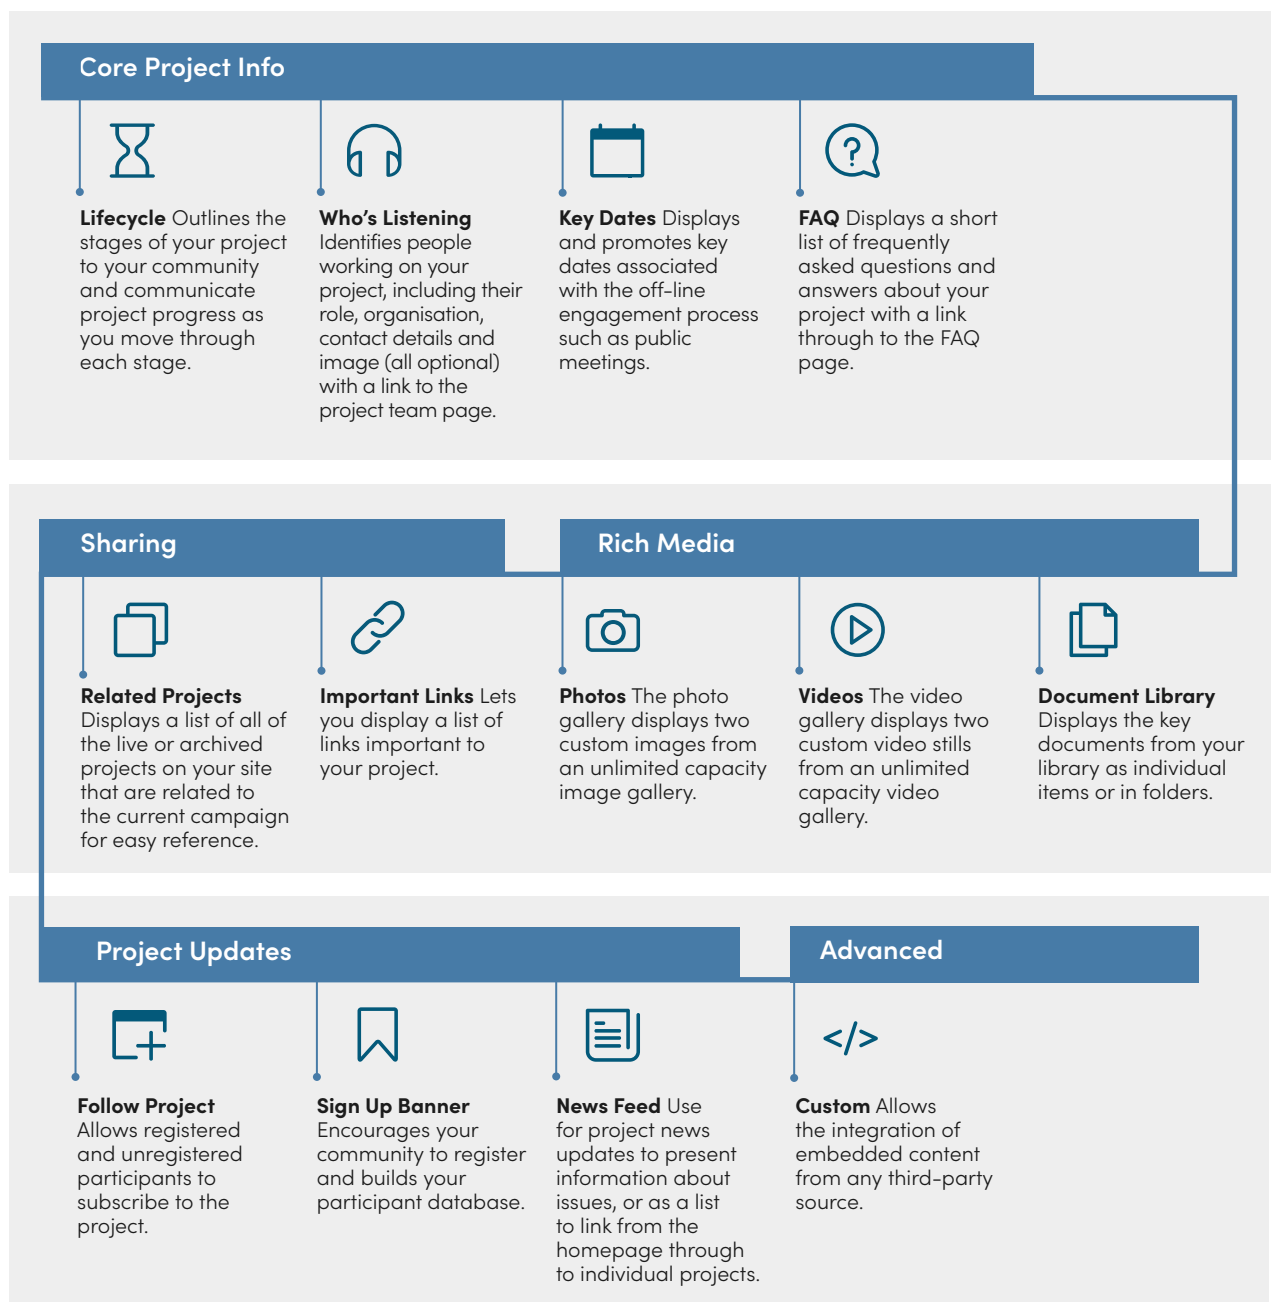 Core Project Info
Lifecycle Outlines the
stages of your project
to your community
and communicate
project progress as
you move through
each stage.
Who’s Listening
Identifies people
working on your
project, including their
role, organisation,
contact details and
image (all optional)
with a link to the
project team page.
Key Dates Displays
and promotes key
dates associated
with the off-line
engagement process
such as public
meetings.
?
FAQ Displays a short
list of frequently
asked questions and
answers about your
project with a link
through to the FAQ
page.
Sharing
Related Projects
Displays a list of all of
the live or archived
projects on your site
that are related to
the current campaign
for easy reference.
Important Links Lets
you display a list of
links important to
your project.
Rich Media
Photos The photo
gallery displays two
custom images from
an unlimited capacity
image gallery.
Videos The video
gallery displays two
custom video stills
from an unlimited
capacity video
gallery.
Document Library
Displays the key
documents from your
library as individual
items or in folders.
Project Updates
Follow Project
Allows registered
and unregistered
participants to
subscribe to the
project.
Sign Up Banner
Encourages your
community to register
and builds your
participant database.
News Feed Use
for project news
updates to present
information about
issues, or as a list
to link from the
homepage through
to individual projects.
Advanced
</>
Custom Allows
the integration of
embedded content
from any third-party
source.